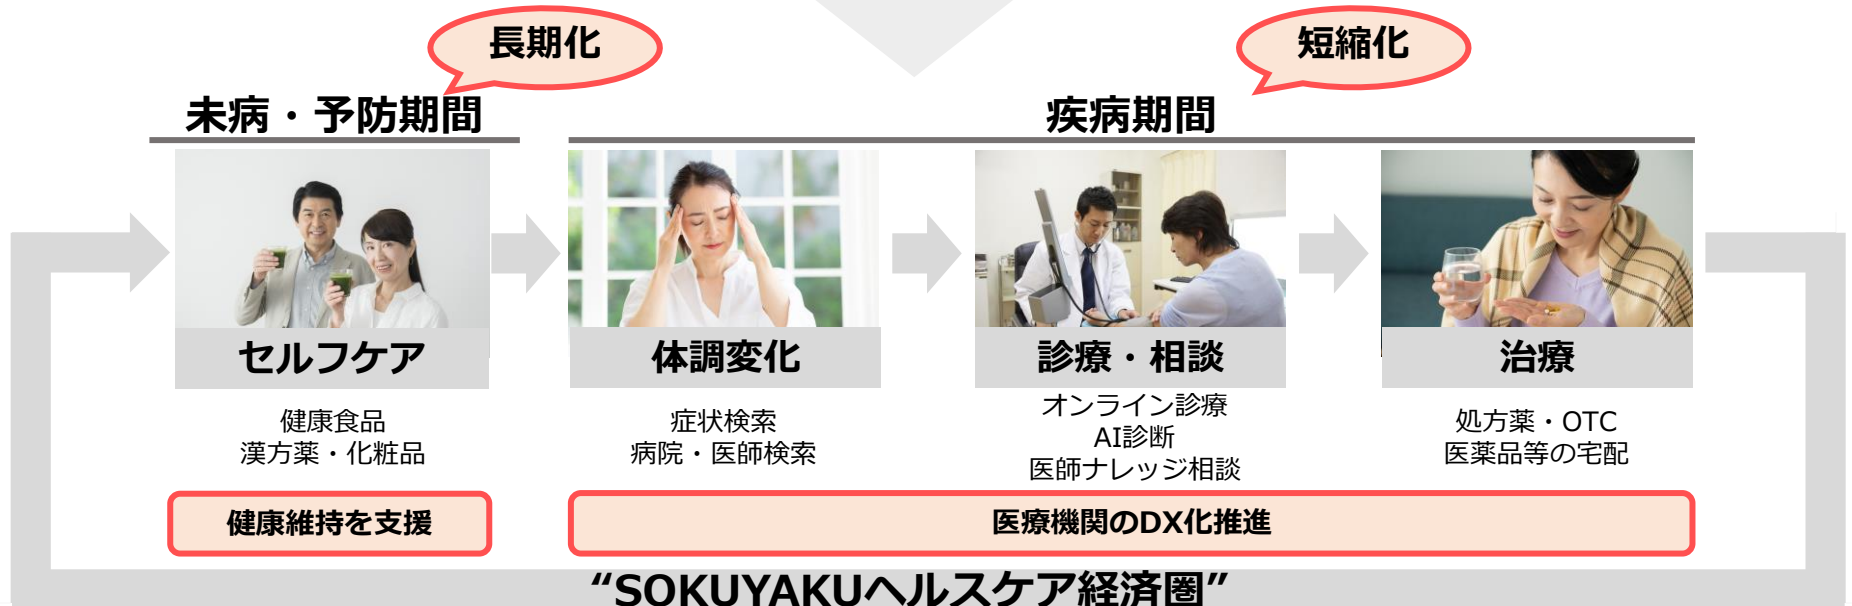 長期化
短縮化
未病・予防期間
疾病期間
セルフケア
体調変化
診療・相談
治療
健康食品
漢方薬・化粧品
症状検索
病院・医師検索
オンライン診療
AI診断
医師ナレッジ相談
処方薬・OTC
医薬品等の宅配
健康維持を支援
医療機関のDX化推進
“SOKUYAKUヘルスケア経済圏”